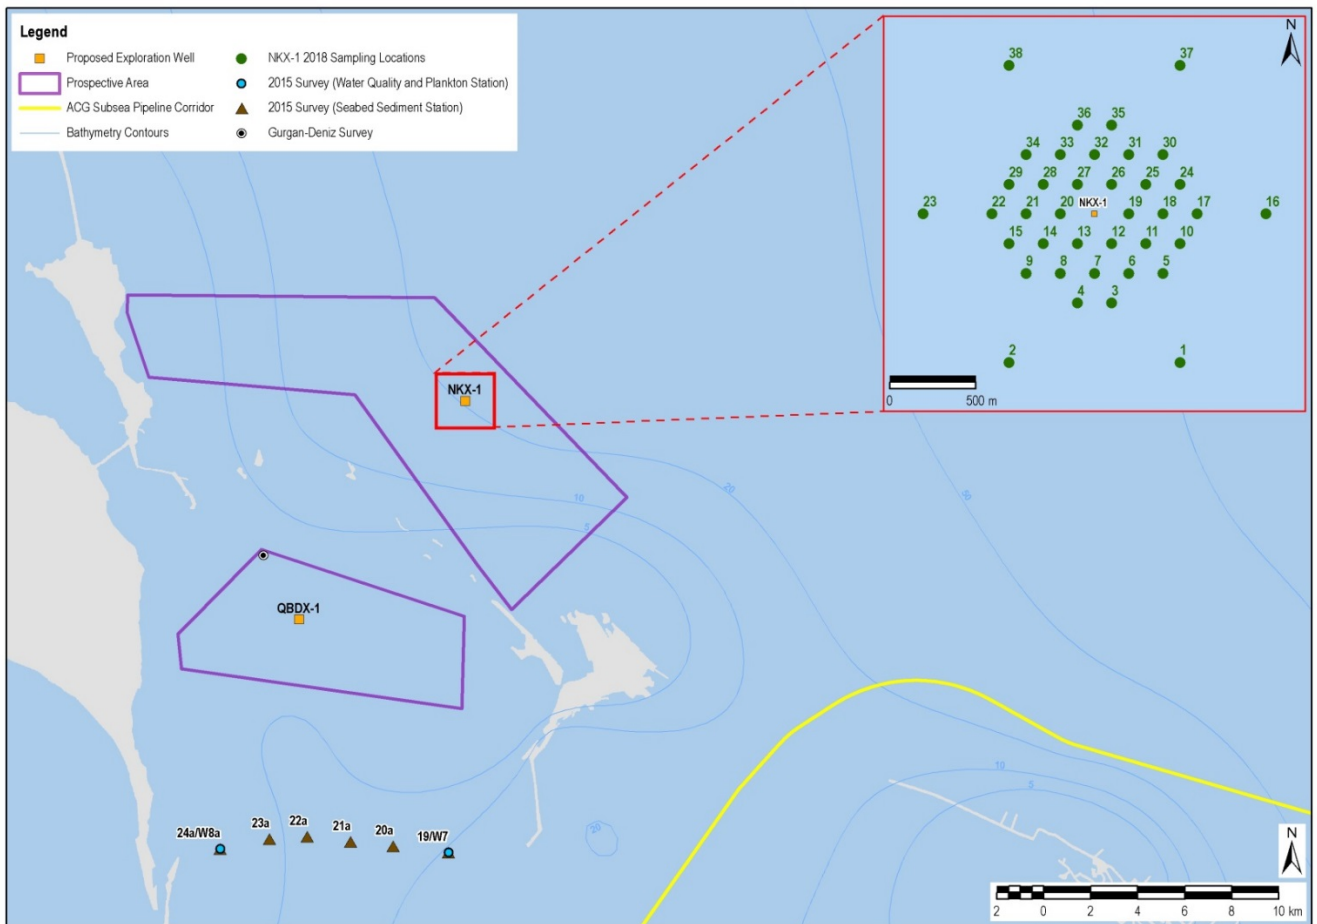 Legend
Proposed Exploration Well
Prospective Area
ACG Subsea Pipeline Corridor
Bathymetry Contours
NKX-1 2018 Sampling Locations
2015 Survey (Water Quality and Plankton Station)
2015 Survey (Seabed Sediment Station)
Gurgan-Deniz Survey
N
38 37
36 35
34 33 32 31 30
29 28 27 26 25 24
23 22 21 20 NKX-1 19 18 17 16
15 14 13 12 11 10
9 8 7 6 5
4 3
2 1
0 500 m
NKX-1
10
20
5
QBDX-1
10
5
20
24a/W8a 23a 22a 21a 20a 19/W7
N
2 0 2 4 6 8 10 km